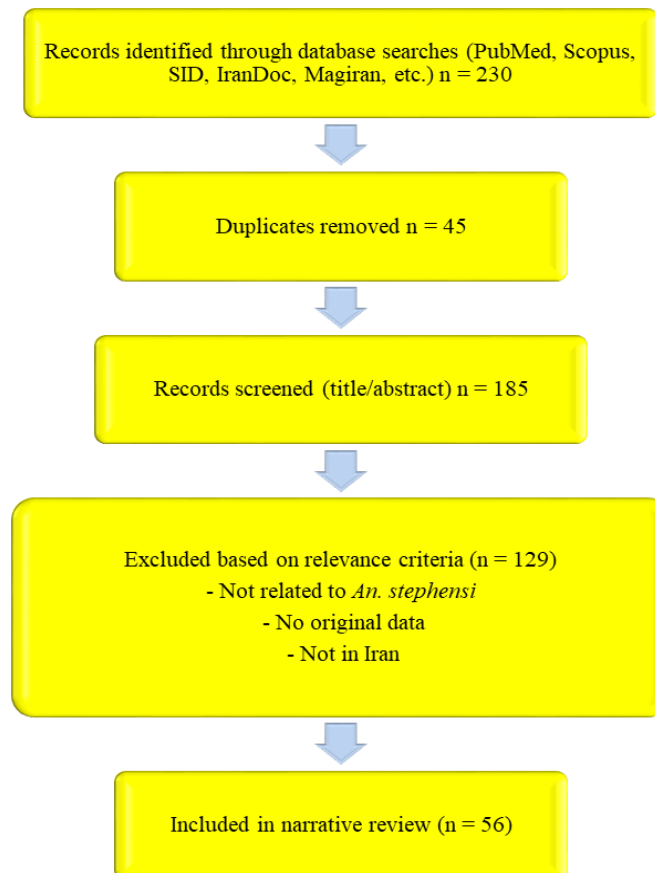 Records identified through database searches (PubMed, Scopus,
SID, IranDoc, Magiran, etc.) n = 230
Duplicates removed n = 45
Records screened (title/abstract) n = 185
Excluded based on relevance criteria (n = 129)
- Not related to An. stephensi
- No original data
- Not in Iran
Included in narrative review (n = 56)